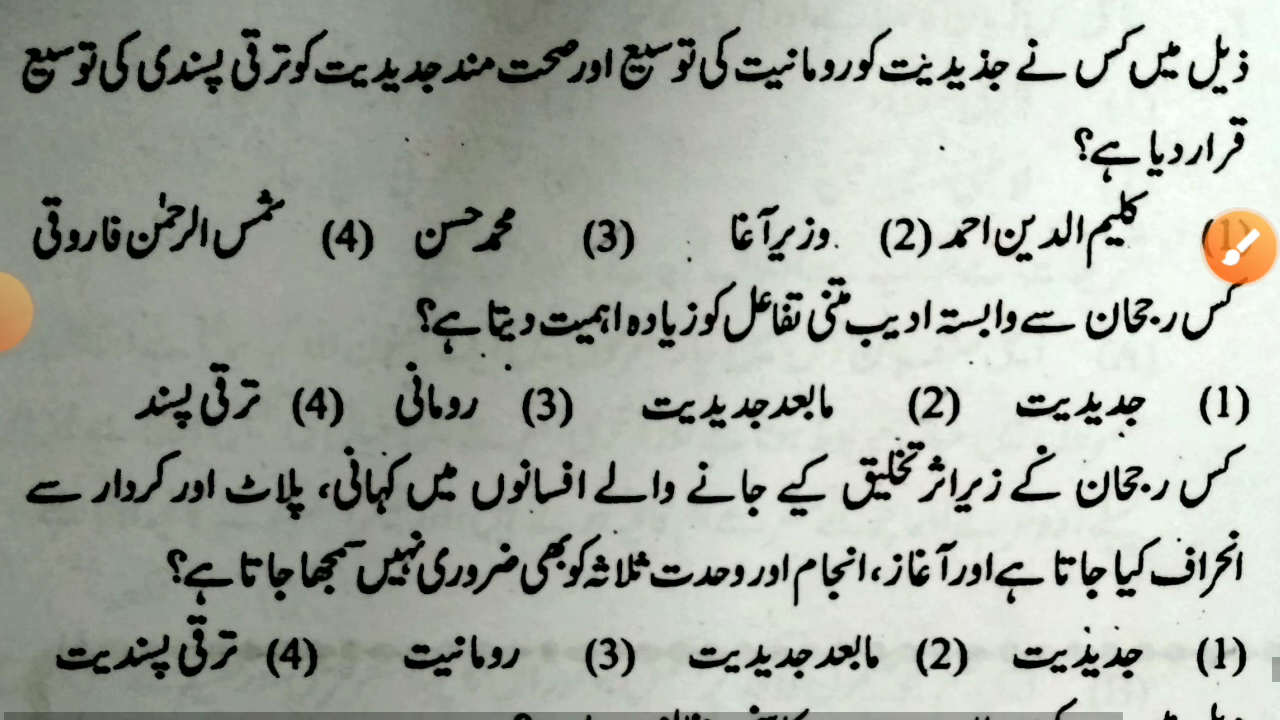 ذیل میں کس نے جدیدیت کو رومانیت کی توسیع اور صحت مند جدیدیت کو ترقی پسندی کی توسیع
قرار دیا ہے؟
(1) کلیم الدین احمد (2) وزیر آغا (3) محمد حسن (4) شمس الرحمٰن فاروقی
کس رجحان سے وابستہ ادیب متنی تفاعل کو زیادہ اہمیت دیتا ہے؟
(1) جدیدیت (2) مابعد جدیدیت (3) رومانی (4) ترقی پسند
کس رجحان کے زیر اثر تخلیق کیے جانے والے افسانوں میں کہانی، پلاٹ اور کردار سے
انحراف کیا جاتا ہے اور آغاز، انجام اور وحدت ثلاثہ کو بھی ضروری نہیں سمجھا جاتا ہے؟
(1) جدیدیت (2) مابعد جدیدیت (3) رومانیت (4) ترقی پسندیت